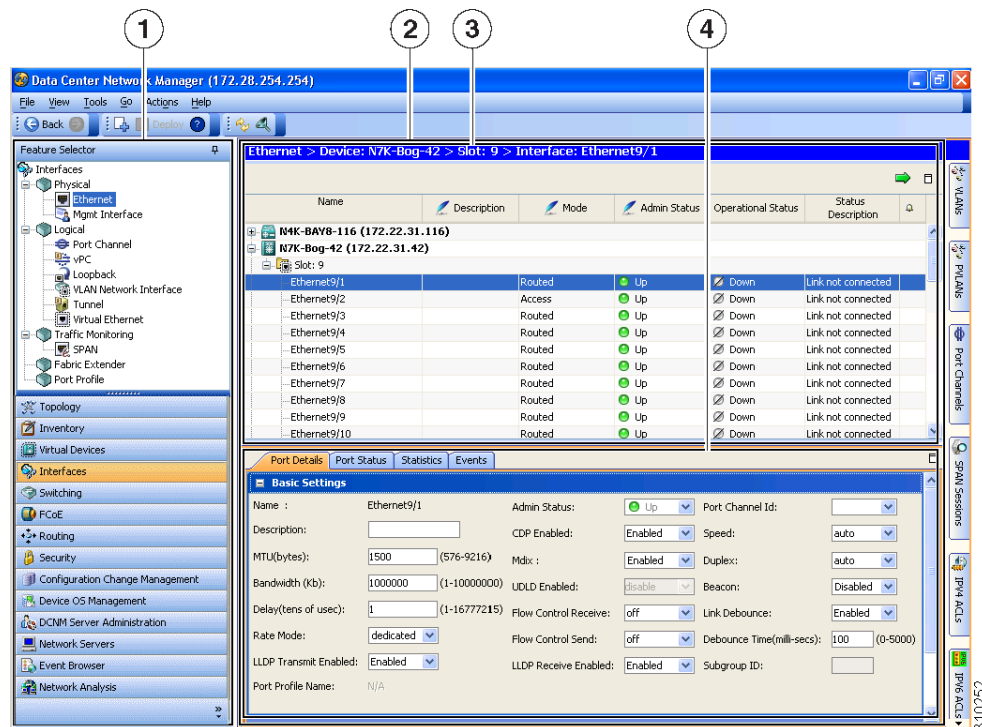 1
2
3
4
Data Center Network Manager (172.28.254.254)
File View Tools Go Actions Help
Back Deploy ?
Feature Selector
Interfaces
Physical
Ethernet
Mgmt Interface
Logical
Port Channel
vPC
Loopback
VLAN Network Interface
Tunnel
Virtual Ethernet
Traffic Monitoring
SPAN
Fabric Extender
Port Profile
Topology
Inventory
Virtual Devices
Interfaces
Switching
FCoE
Routing
Security
Configuration Change Management
Device OS Management
DCNM Server Administration
Network Servers
Event Browser
Network Analysis
Ethernet > Device: N7K-Bog-42 > Slot: 9 > Interface: Ethernet9/1
Name Description Mode Admin Status Operational Status Status Description
N4K-BAY8-116 (172.22.31.116)
N7K-Bog-42 (172.22.31.42)
Slot: 9
Ethernet9/1 Routed Up Down Link not connected
Ethernet9/2 Access Up Down Link not connected
Ethernet9/3 Routed Up Down Link not connected
Ethernet9/4 Routed Up Down Link not connected
Ethernet9/5 Routed Up Down Link not connected
Ethernet9/6 Routed Up Down Link not connected
Ethernet9/7 Routed Up Down Link not connected
Ethernet9/8 Routed Up Down Link not connected
Ethernet9/9 Routed Up Down Link not connected
Ethernet9/10 Routed Up Down Link not connected
Port Details Port Status Statistics Events
Basic Settings
Name : Ethernet9/1 Admin Status: Up Port Channel Id:
Description: CDP Enabled: Enabled Speed: auto
MTU(bytes): 1500 (576-9216) Mdix : Enabled Duplex: auto
Bandwidth (Kb): 1000000 (1-10000000) UDLD Enabled: disable Beacon: Disabled
Delay(tens of usec): 1 (1-16777215) Flow Control Receive: off Link Debounce: Enabled
Rate Mode: dedicated Flow Control Send: off Debounce Time(milli-secs): 100 (0-5000)
LLDP Transmit Enabled: Enabled LLDP Receive Enabled: Enabled Subgroup ID:
Port Profile Name: N/A
VLANs
PVLANs
Port Channels
SPAN Sessions
IPV4 ACLs
IPV6 ACLs
310252